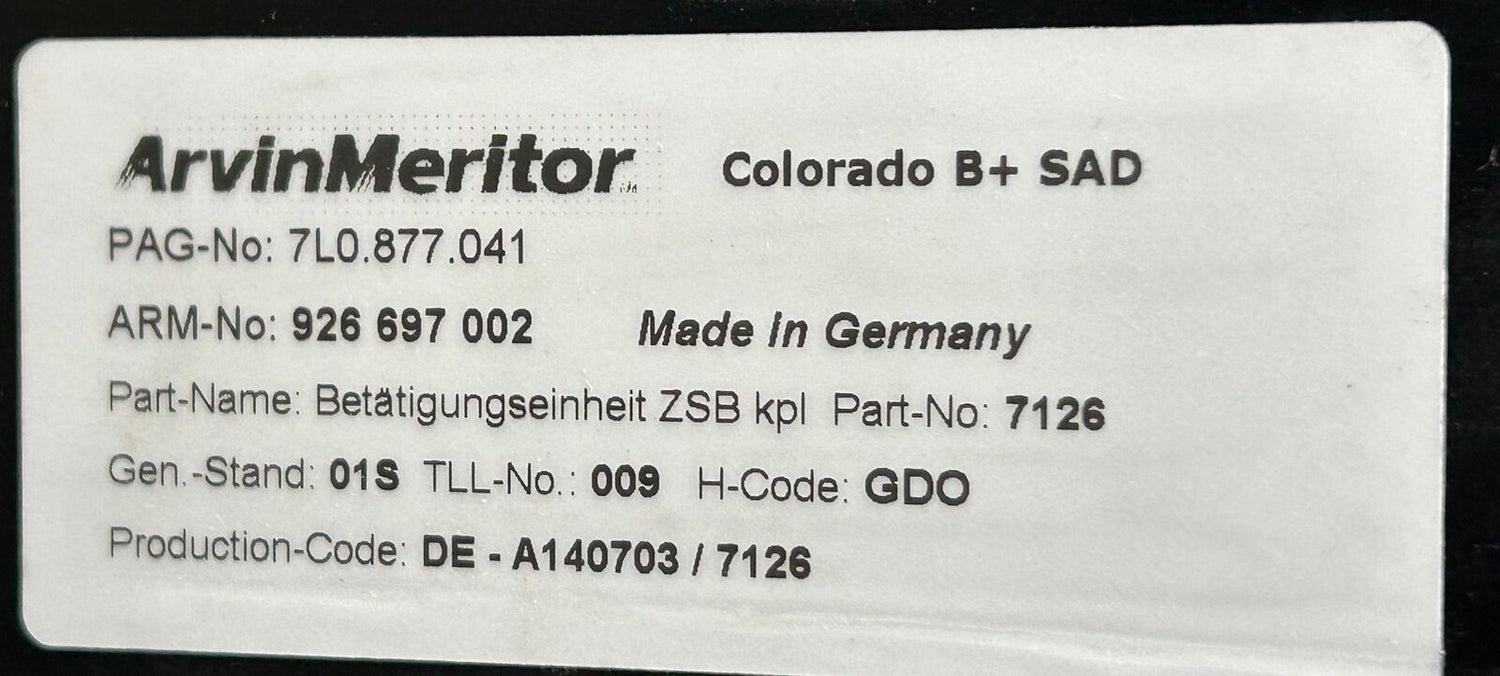 ArvinMeritor Colorado B+ SAD
PAG-No: 7L0.877.041
ARM-No: 926 697 002 Made in Germany
Part-Name: Betätigungseinheit ZSB kpl Part-No: 7126
Gen.-Stand: 01S TLL-No.: 009 H-Code: GDO
Production-Code: DE - A140703 / 7126